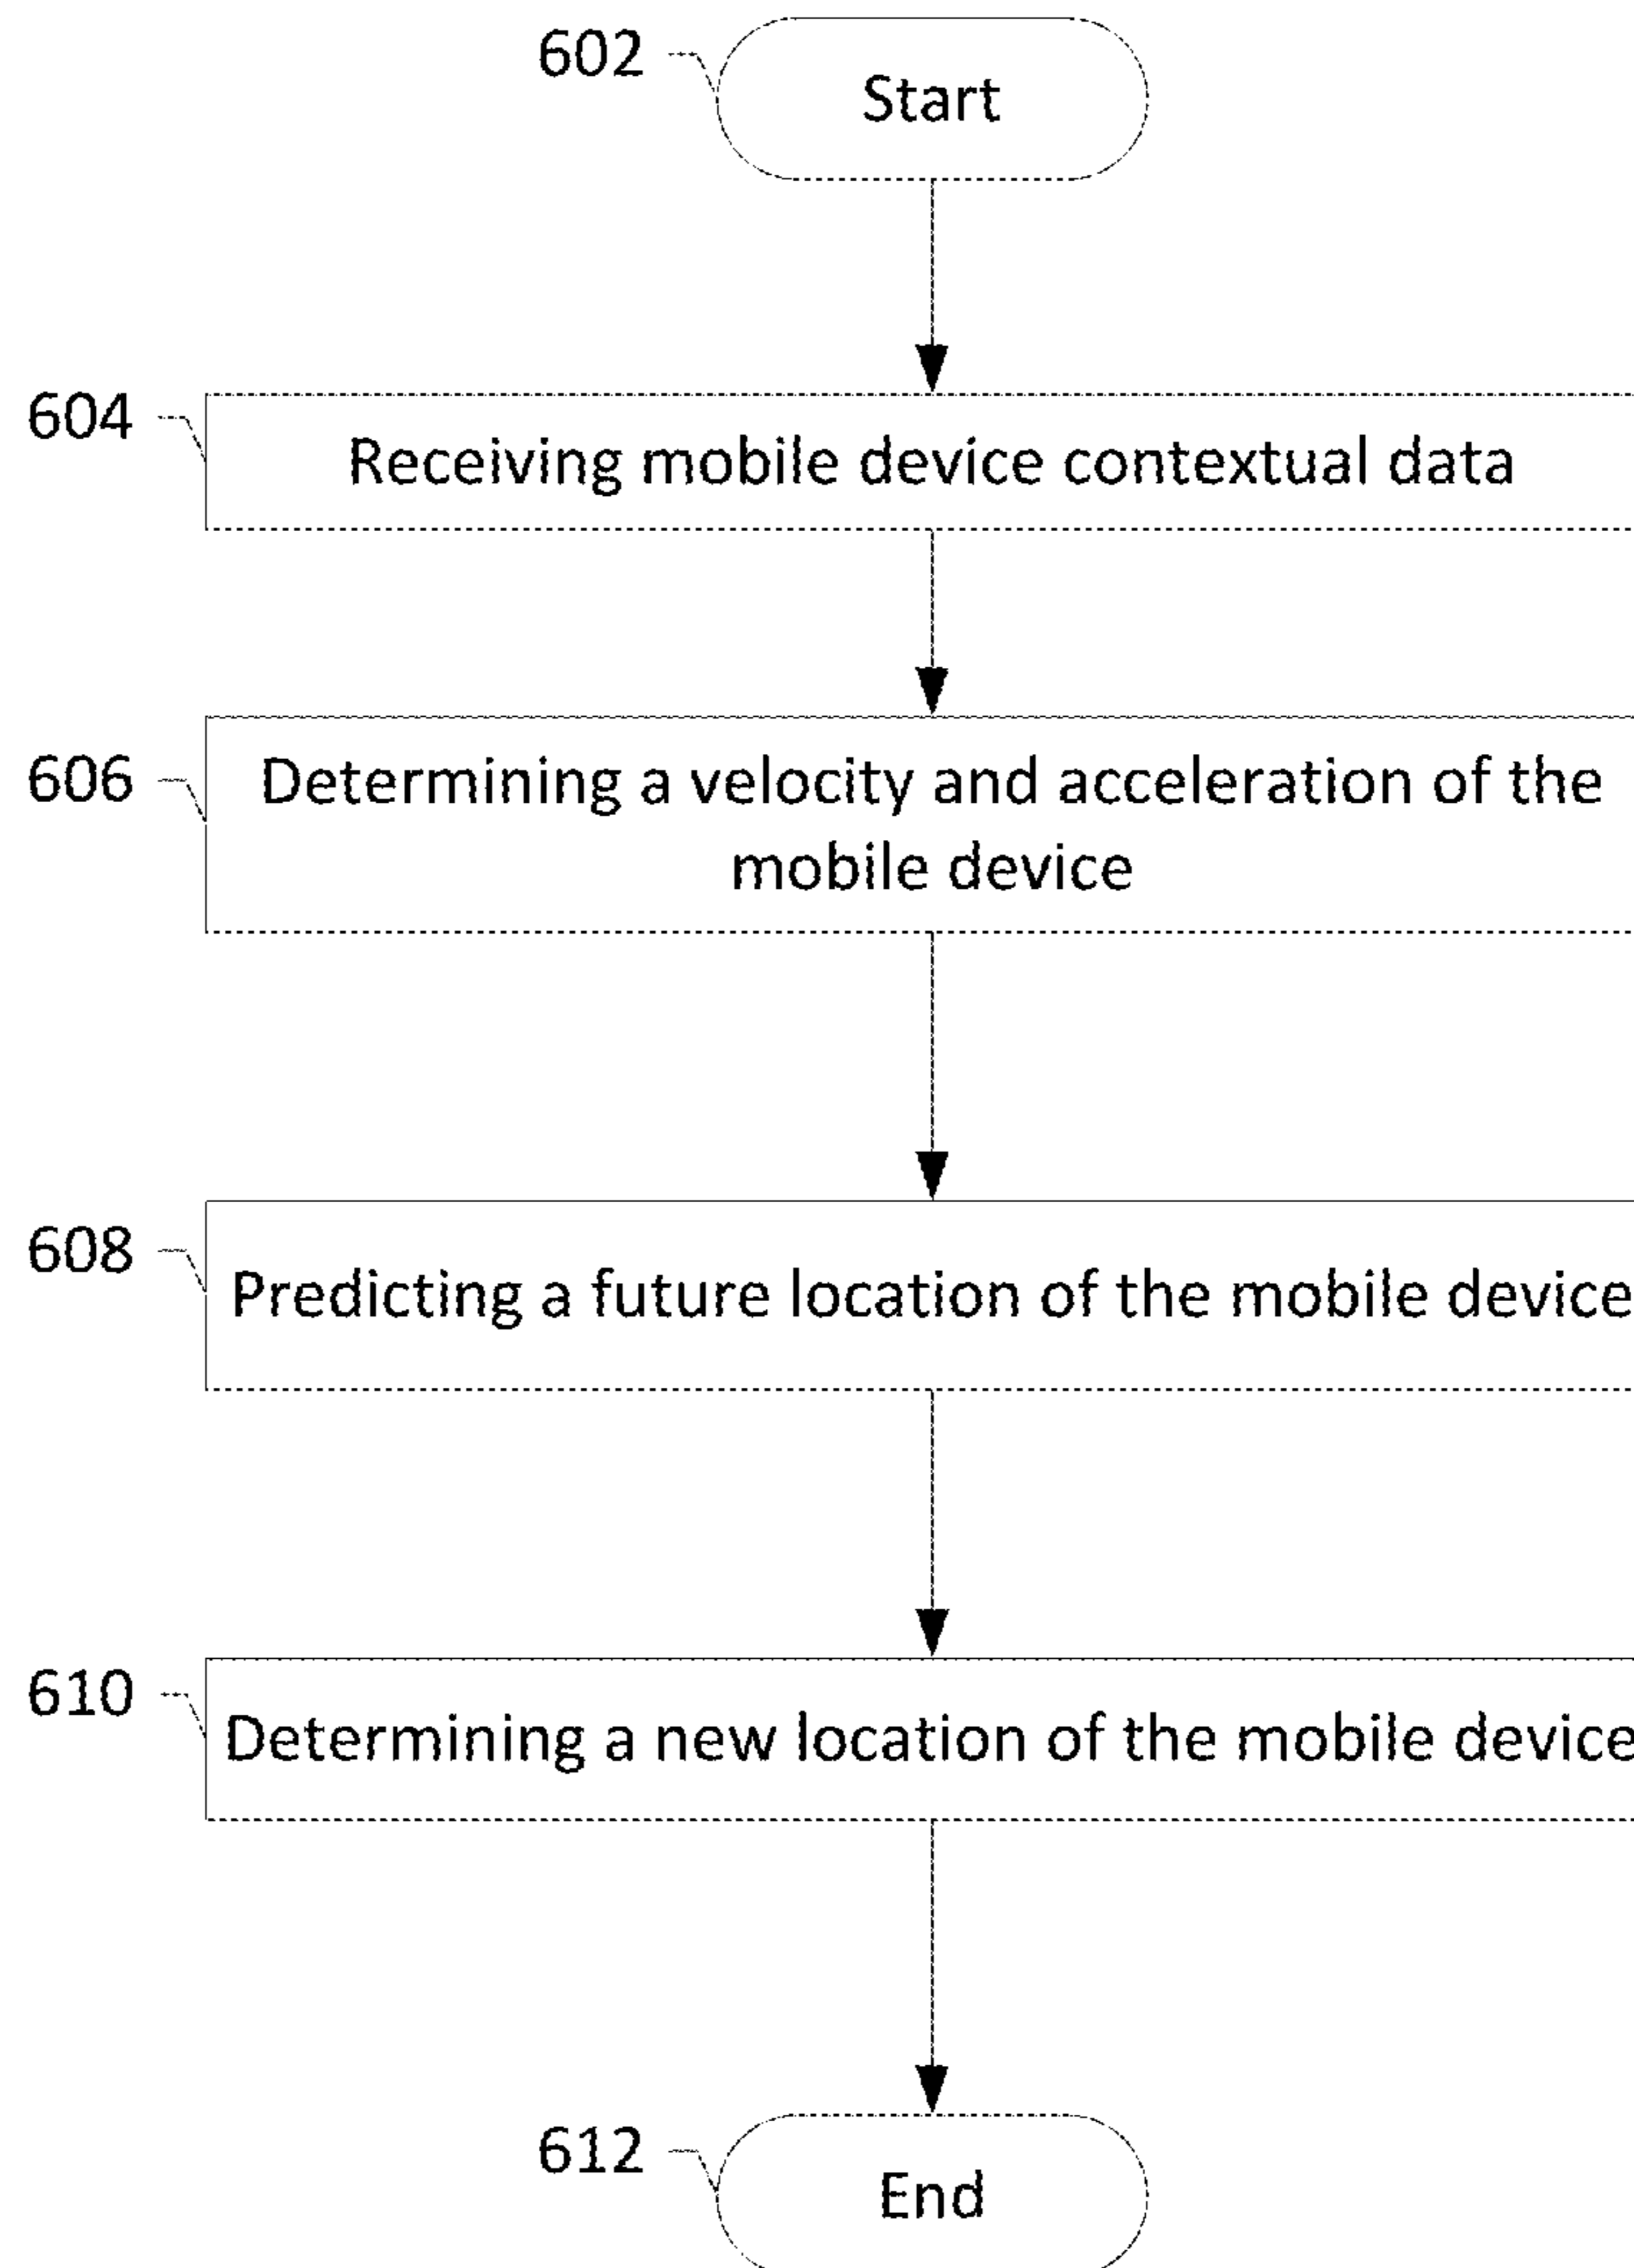 602
Start
604
Receiving mobile device contextual data
606
Determining a velocity and acceleration of the
mobile device
608
Predicting a future location of the mobile device
610
Determining a new location of the mobile device
612
End